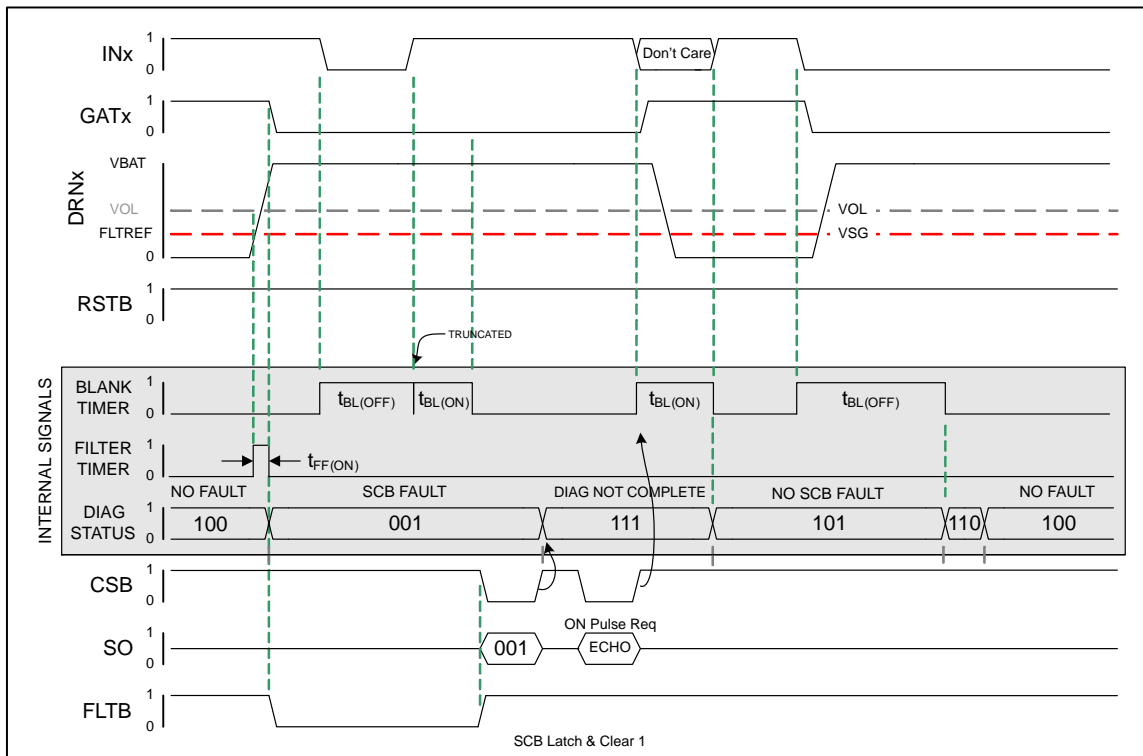 INx
1
0
Don't Care
GATx
1
0
DRNx
VBAT
VOL
FLTREF
0
VOL
VSG
RSTB
1
0
TRUNCATED
INTERNAL SIGNALS
BLANK TIMER
1
0
tBL(OFF)
tBL(ON)
tBL(ON)
tBL(OFF)
FILTER TIMER
1
0
tFF(ON)
NO FAULT
SCB FAULT
DIAG NOT COMPLETE
NO SCB FAULT
NO FAULT
DIAG STATUS
1
0
100
001
111
101
110
100
CSB
1
0
ON Pulse Req
SO
1
0
001
ECHO
FLTB
1
0
SCB Latch & Clear 1